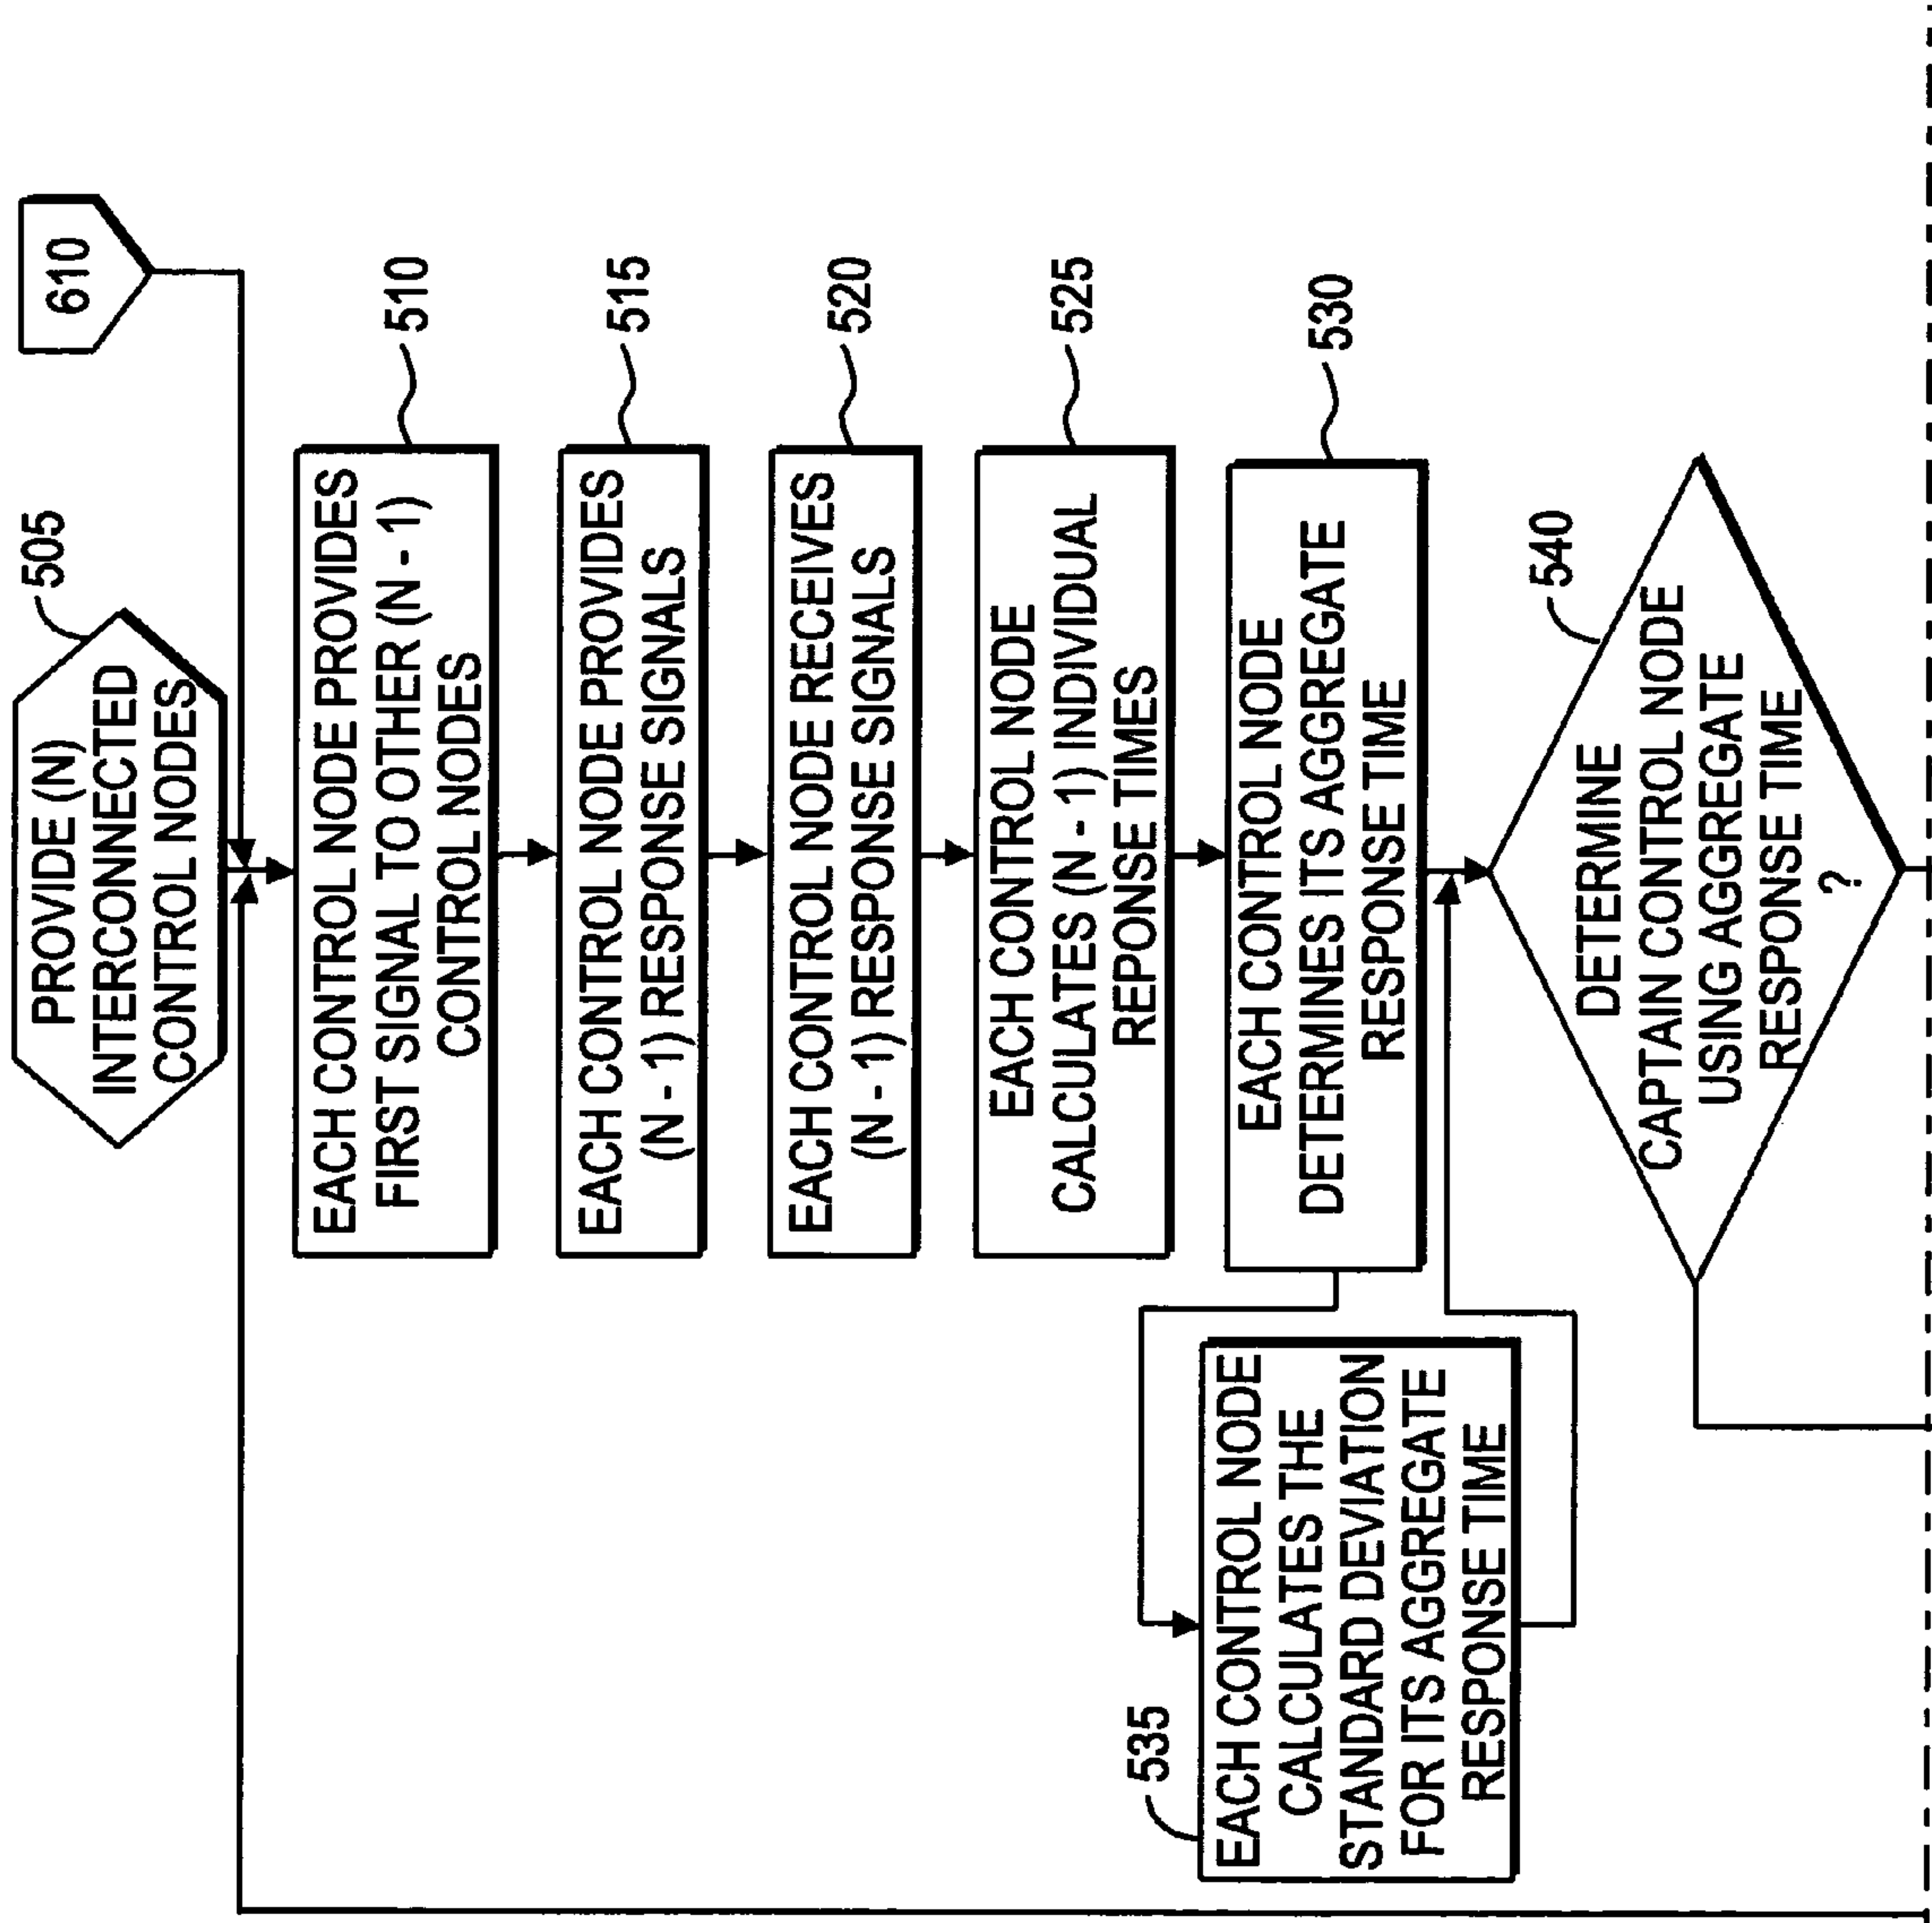 505
PROVIDE (N)
INTERCONNECTED
CONTROL NODES
610
EACH CONTROL NODE PROVIDES
FIRST SIGNAL TO OTHER (N - 1)
CONTROL NODES
510
EACH CONTROL NODE PROVIDES
(N - 1) RESPONSE SIGNALS
515
EACH CONTROL NODE RECEIVES
(N - 1) RESPONSE SIGNALS
520
EACH CONTROL NODE
CALCULATES (N - 1) INDIVIDUAL
REPONSE TIMES
525
EACH CONTROL NODE
DETERMINES ITS AGGREGATE
RESPONSE TIME
530
535
EACH CONTROL NODE
CALCULATES THE
STANDARD DEVIATION
FOR ITS AGGREGATE
RESPONSE TIME
540
DETERMINE
CAPTAIN CONTROL NODE
USING AGGREGATE
RESPONSE TIME
?